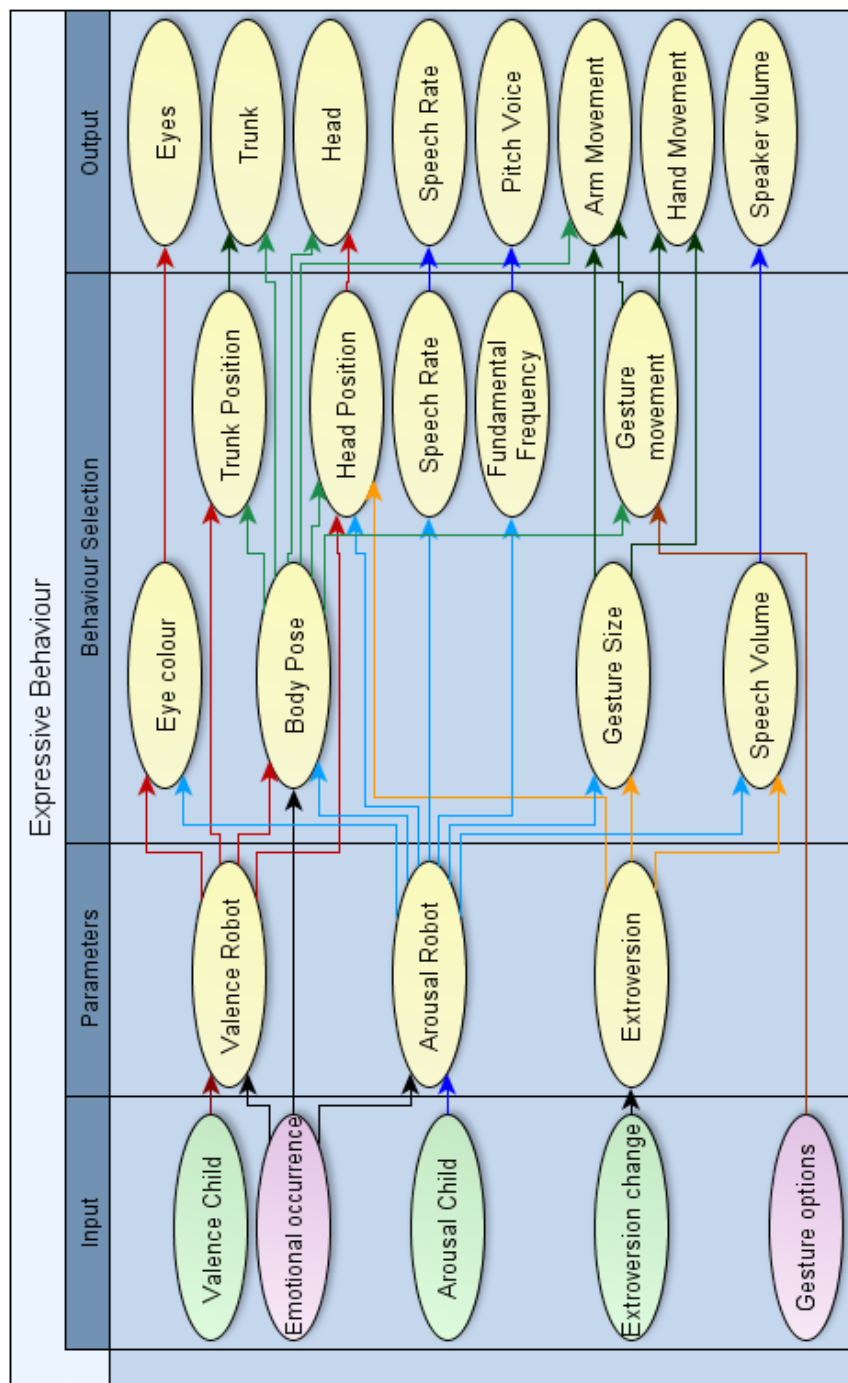 Expressive Behaviour
Input
Parameters
Behaviour Selection
Output
Valence Child
Emotional occurrence
Arousal Child
Extroversion change
Gesture options
Valence Robot
Arousal Robot
Extroversion
Eye colour
Body Pose
Gesture Size
Speech Volume
Trunk Position
Head Position
Speech Rate
Fundamental
Frequency
Gesture
movement
Eyes
Trunk
Head
Speech Rate
Pitch Voice
Arm Movement
Hand Movement
Speaker volume